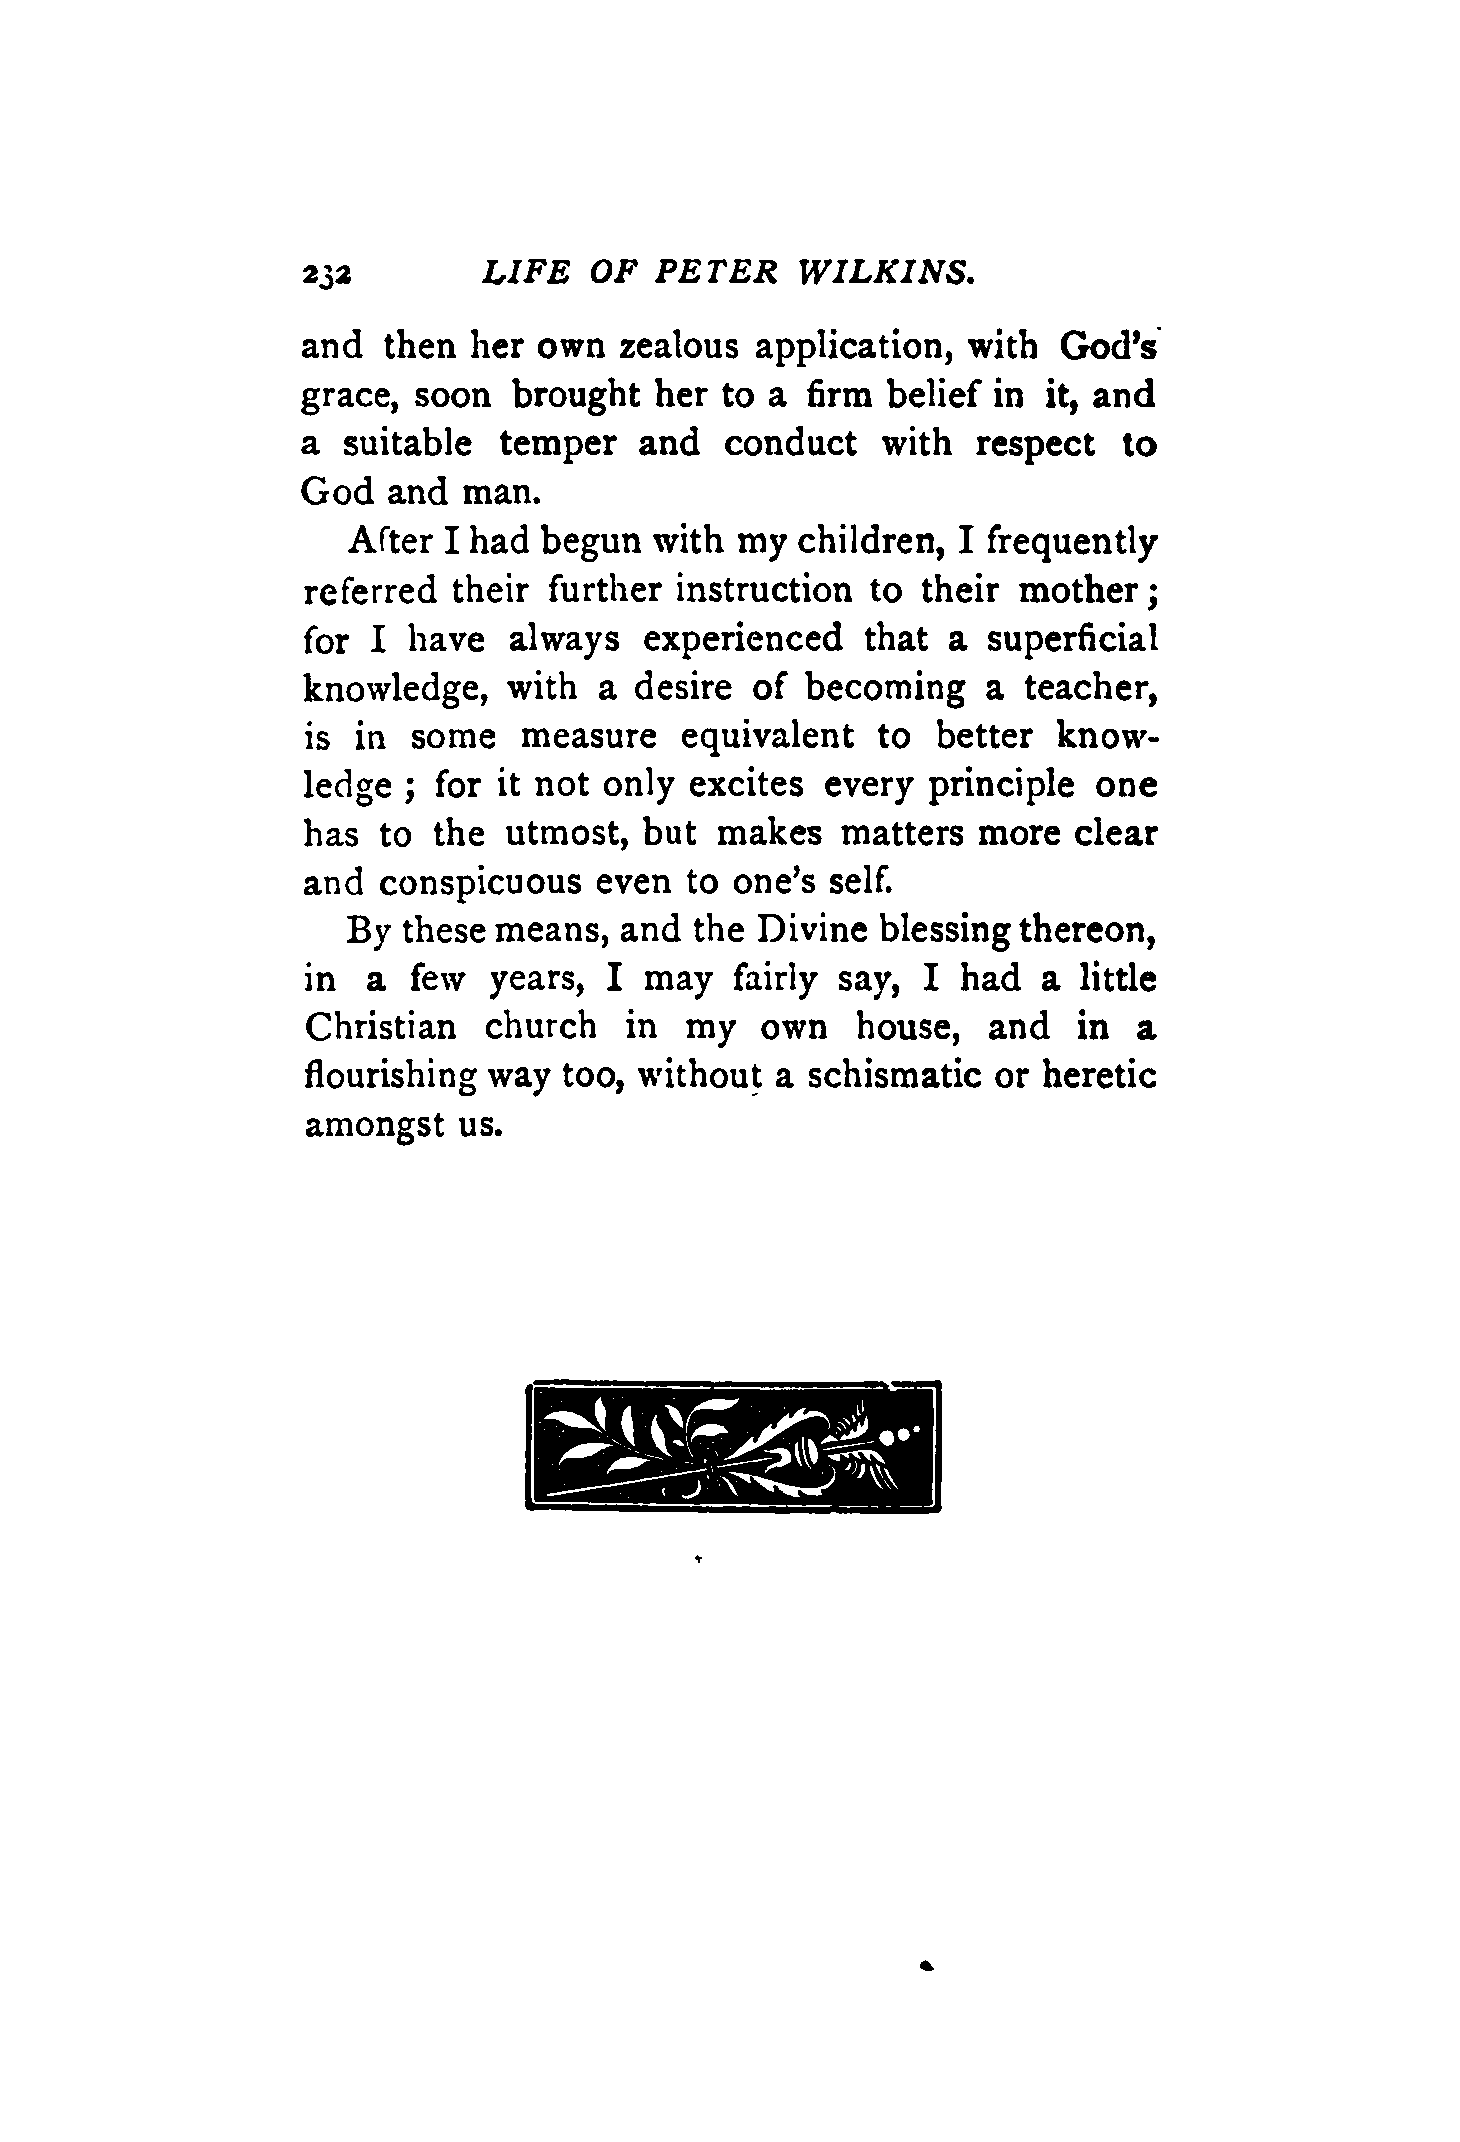 232 LIFE OF PETER WILKINS.
and then her own zealous application, with God's
grace, soon brought her to a firm belief in it, and
a suitable temper and conduct with respect to
God and man.
After I had begun with my children, I frequently
referred their further instruction to their mother;
for I have always experienced that a superficial
knowledge, with a desire of becoming a teacher,
is in some measure equivalent to better know-
ledge; for it not only excites every principle one
has to the utmost, but makes matters more clear
and conspicuous even to one's self.
By these means, and the Divine blessing thereon,
in a few years, I may fairly say, I had a little
Christian church in my own house, and in a
flourishing way too, without a schismatic or heretic
amongst us.